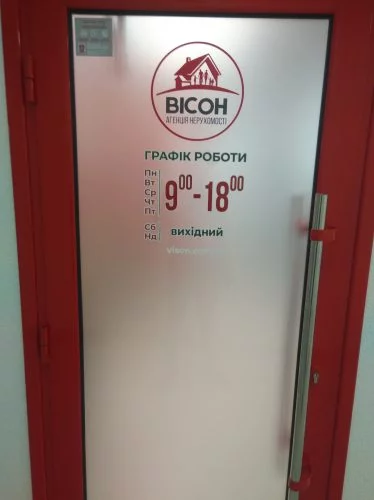 ВІСОН
АГЕНЦІЯ НЕРУХОМОСТІ
ГРАФІК РОБОТИ
Пн
Вт
Ср
Чт
Пт
9⁰⁰-18⁰⁰
Сб
Нд
вихідний